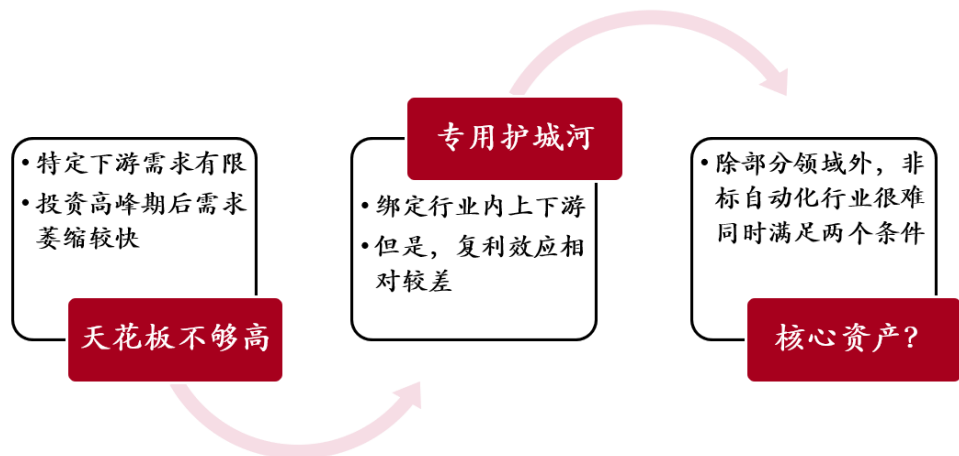 • 特定下游需求有限
• 投资高峰期后需求
萎缩较快
天花板不够高
专用护城河
• 绑定行业内上下游
• 但是，复利效应相
对较差
• 除部分领域外，非
标自动化行业很难
同时满足两个条件
核心资产？